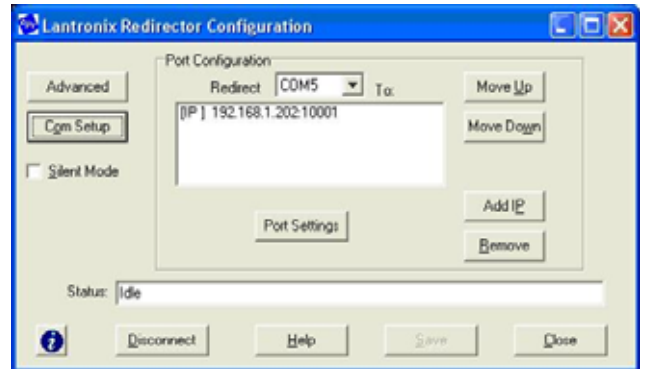 Lantronix Redirector Configuration
Port Configuration
Advanced
Redirect COM5 To:
Move Up
Com Setup
[IP ] 192.168.1.202:10001
Move Down
Silent Mode
Add IP
Port Settings
Remove
Status: Idle
Disconnect Help Save Close